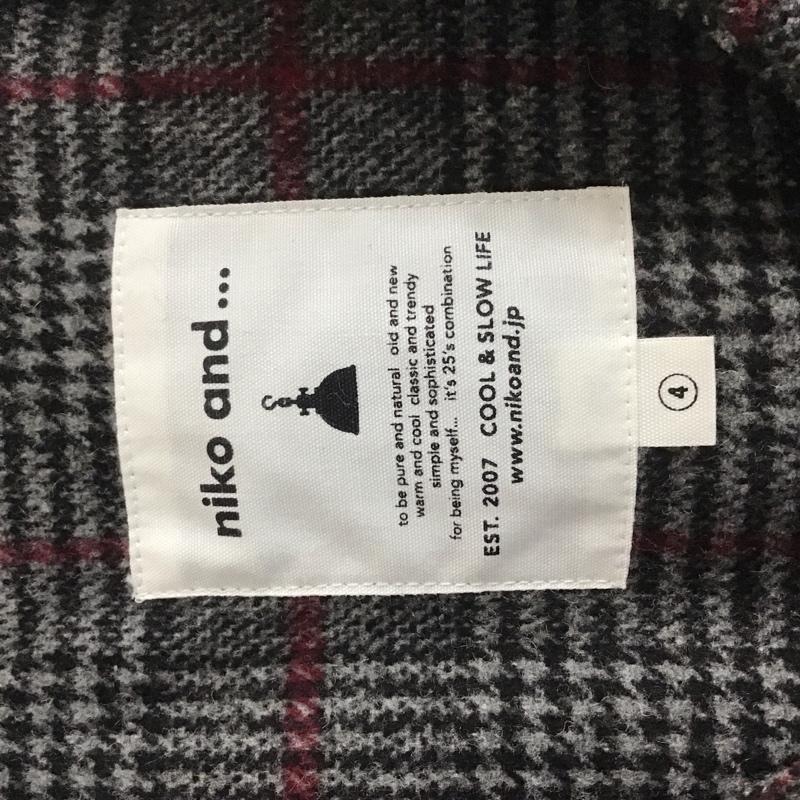 niko and...
to be pure and natural old and new
warm and cool classic and trendy
simple and sophisticated
for being myself... it's 25's combination
EST. 2007 COOL & SLOW LIFE
www.nikoand.jp
4